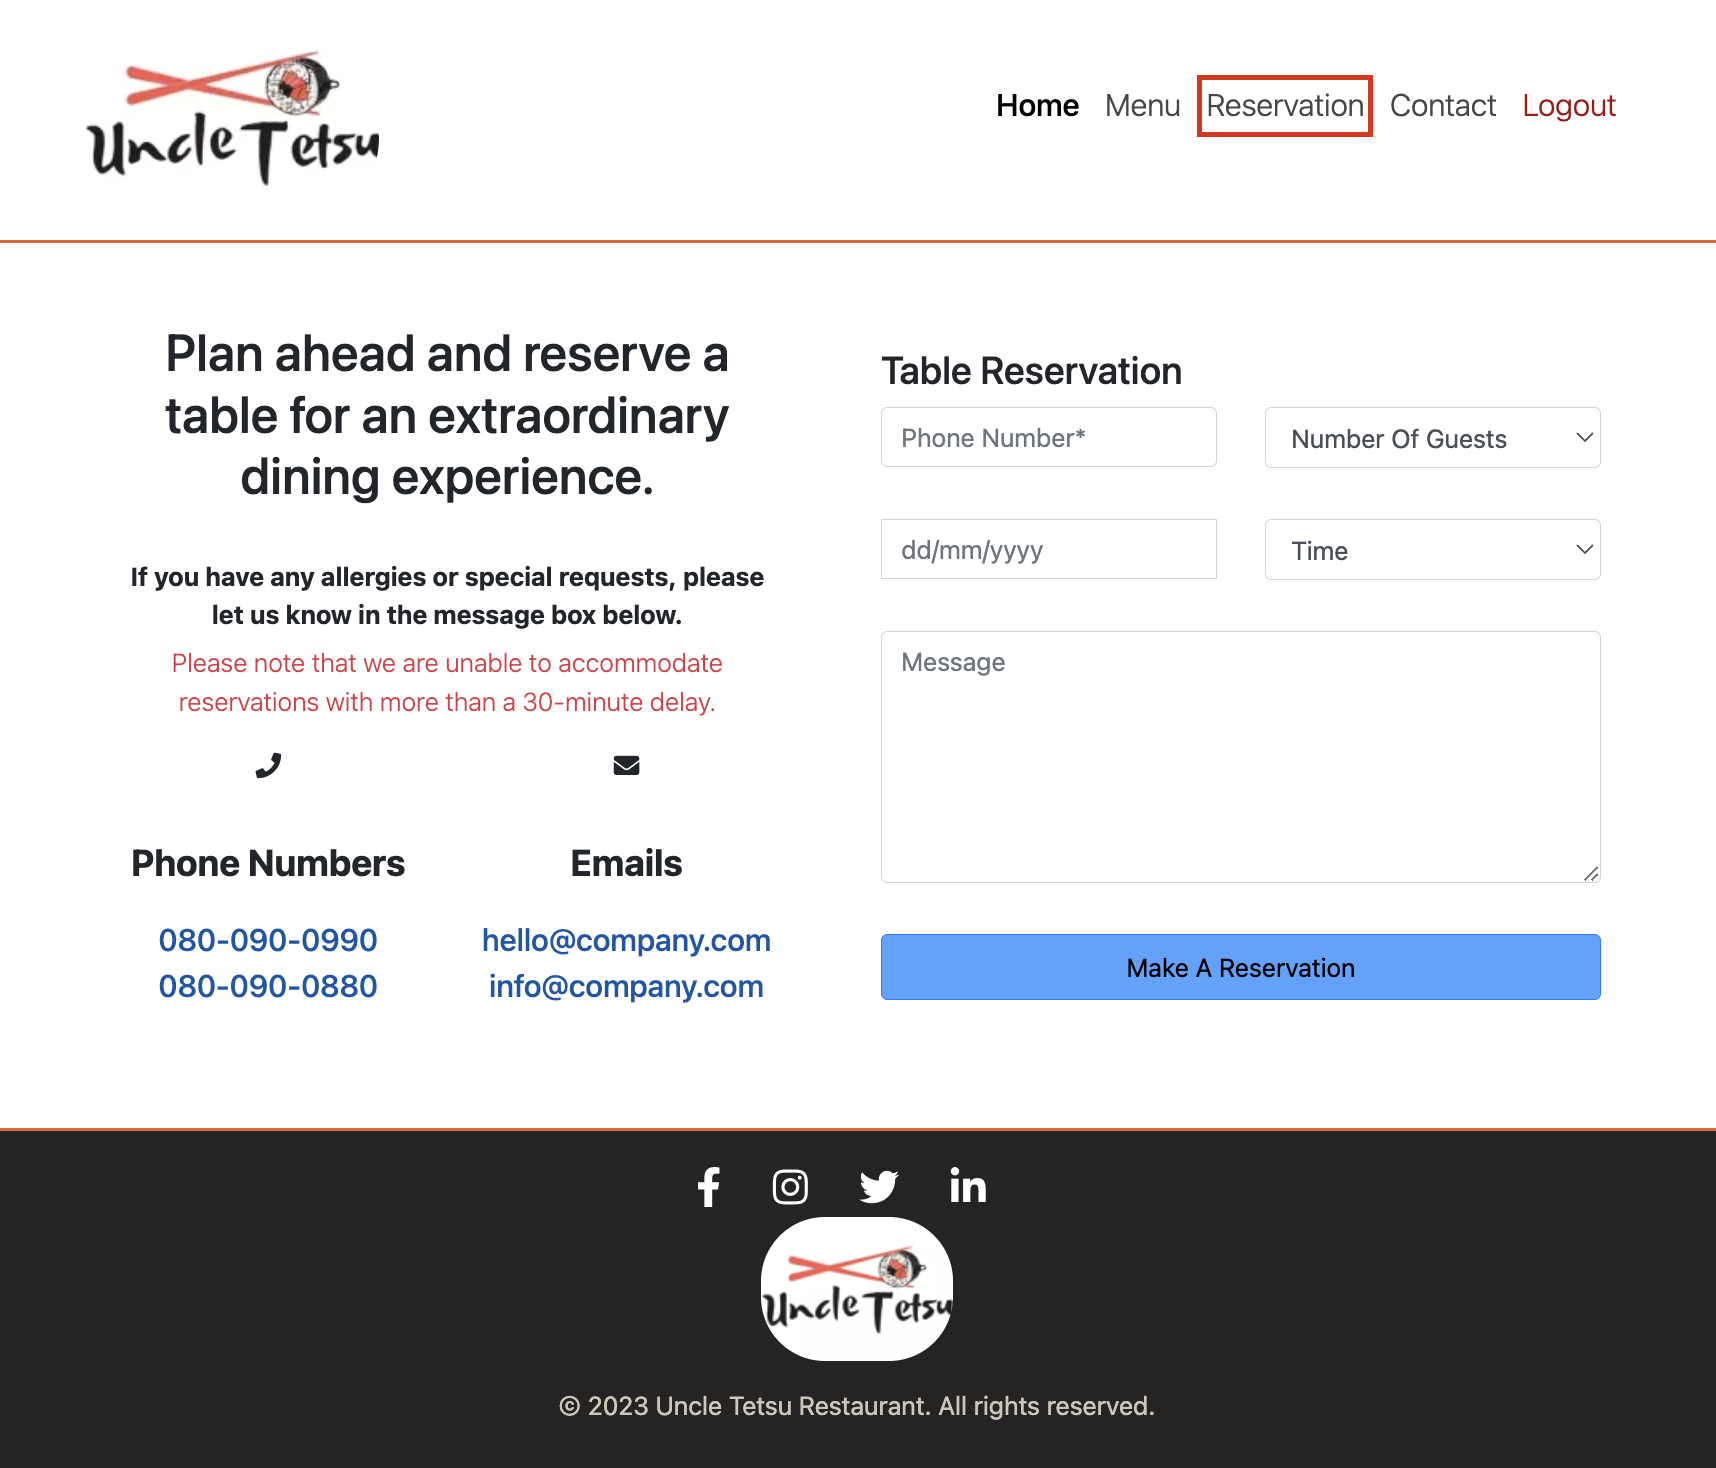 Uncle Tetsu
Home Menu Reservation Contact Logout
Plan ahead and reserve a
table for an extraordinary
dining experience.
If you have any allergies or special requests, please
let us know in the message box below.
Please note that we are unable to accommodate
reservations with more than a 30-minute delay.
Phone Numbers
080-090-0990
080-090-0880
Emails
hello@company.com
info@company.com
Table Reservation
Phone Number*
Number Of Guests
dd/mm/yyyy
Time
Message
Make A Reservation
Uncle Tetsu
© 2023 Uncle Tetsu Restaurant. All rights reserved.